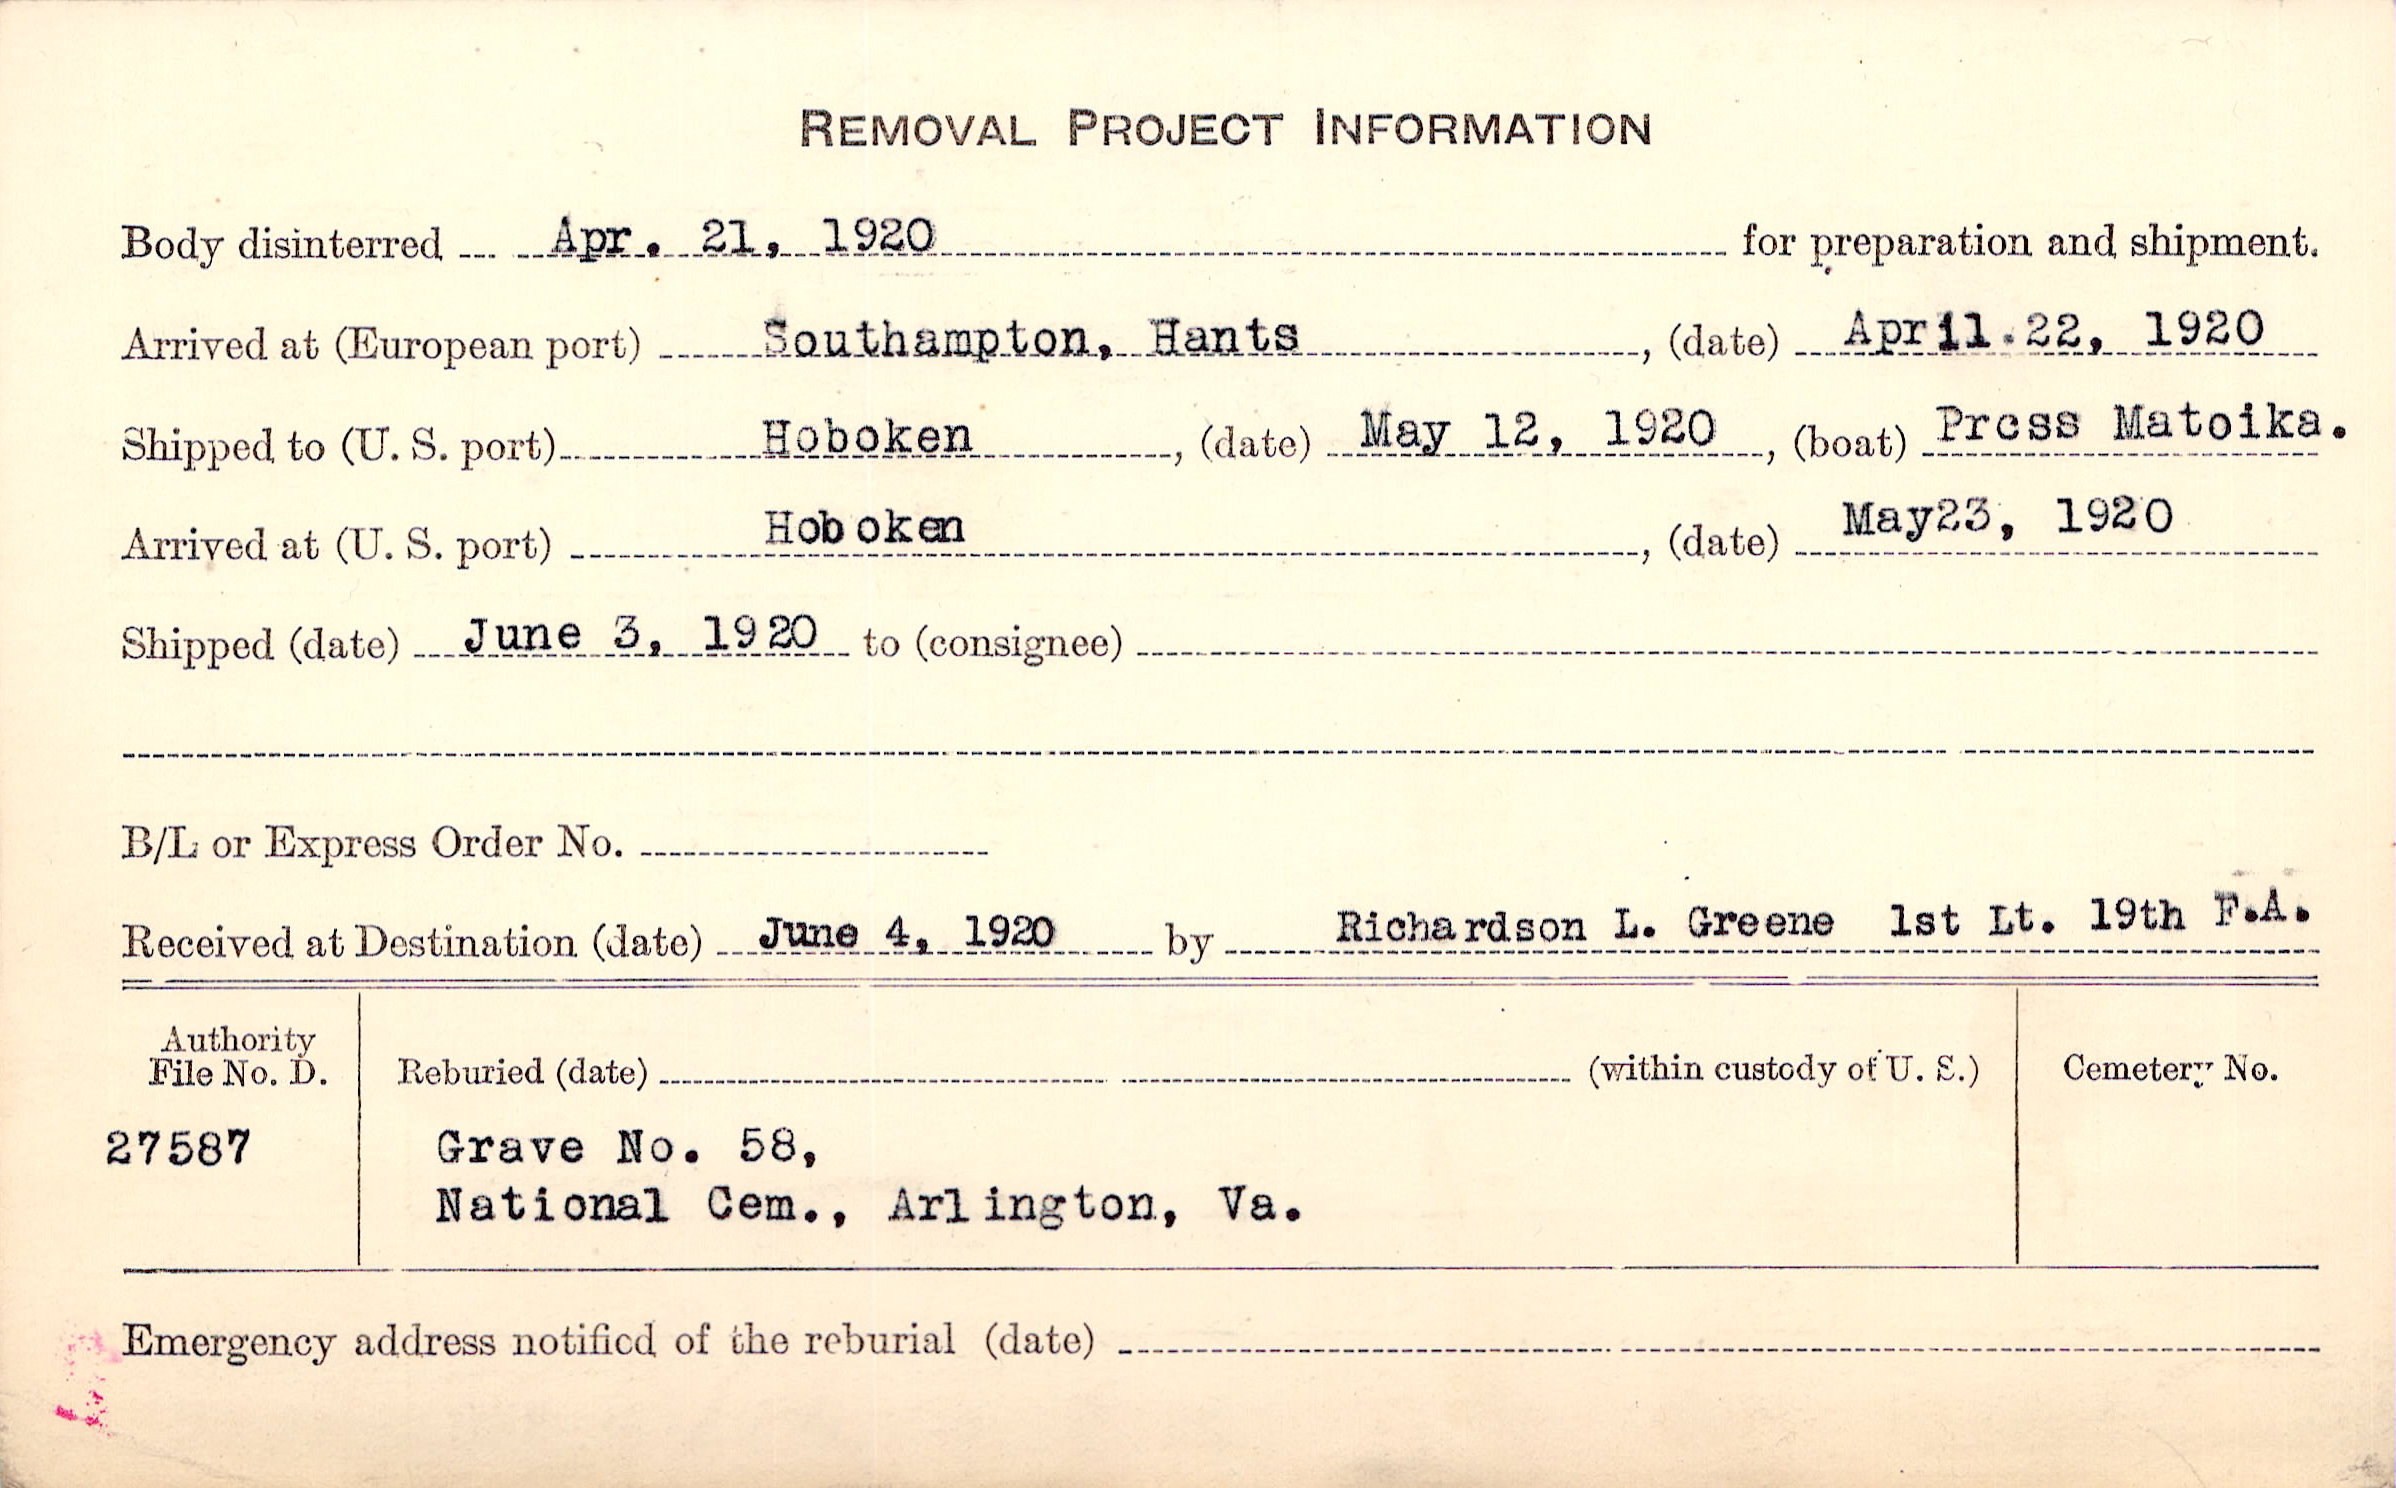 REMOVAL PROJECT INFORMATION
Body disinterred Apr. 21, 1920 for preparation and shipment.
Arrived at (European port) Southampton, Hants, (date) April.22, 1920
Shipped to (U. S. port) Hoboken, (date) May 12, 1920, (boat) Prcss Matoika.
Arrived at (U. S. port) Hoboken, (date) May23, 1920
Shipped (date) June 3, 1920 to (consignee)
B/L or Express Order No.
Received at Destination (date) June 4, 1920 by Richardson L. Greene 1st Lt. 19th F.A.
Authority
File No. D. Reburied (date) (within custody of U. S.) Cemetery No.
27587 Grave No. 58,
National Cem., Arlington, Va.
Emergency address notified of the reburial (date)